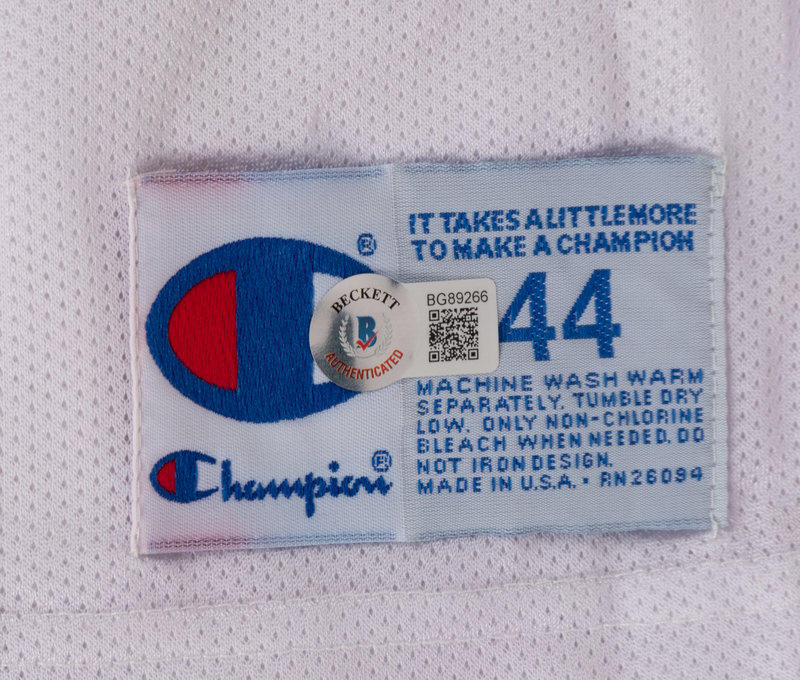 ®
BECKETT
B
AUTHENTICATED
BG89266
Champion®
IT TAKES A LITTLE MORE
TO MAKE A CHAMPION
44
MACHINE WASH WARM
SEPARATELY, TUMBLE DRY
LOW. ONLY NON-CHLORINE
BLEACH WHEN NEEDED. DO
NOT IRON DESIGN.
MADE IN U.S.A. • RN26094